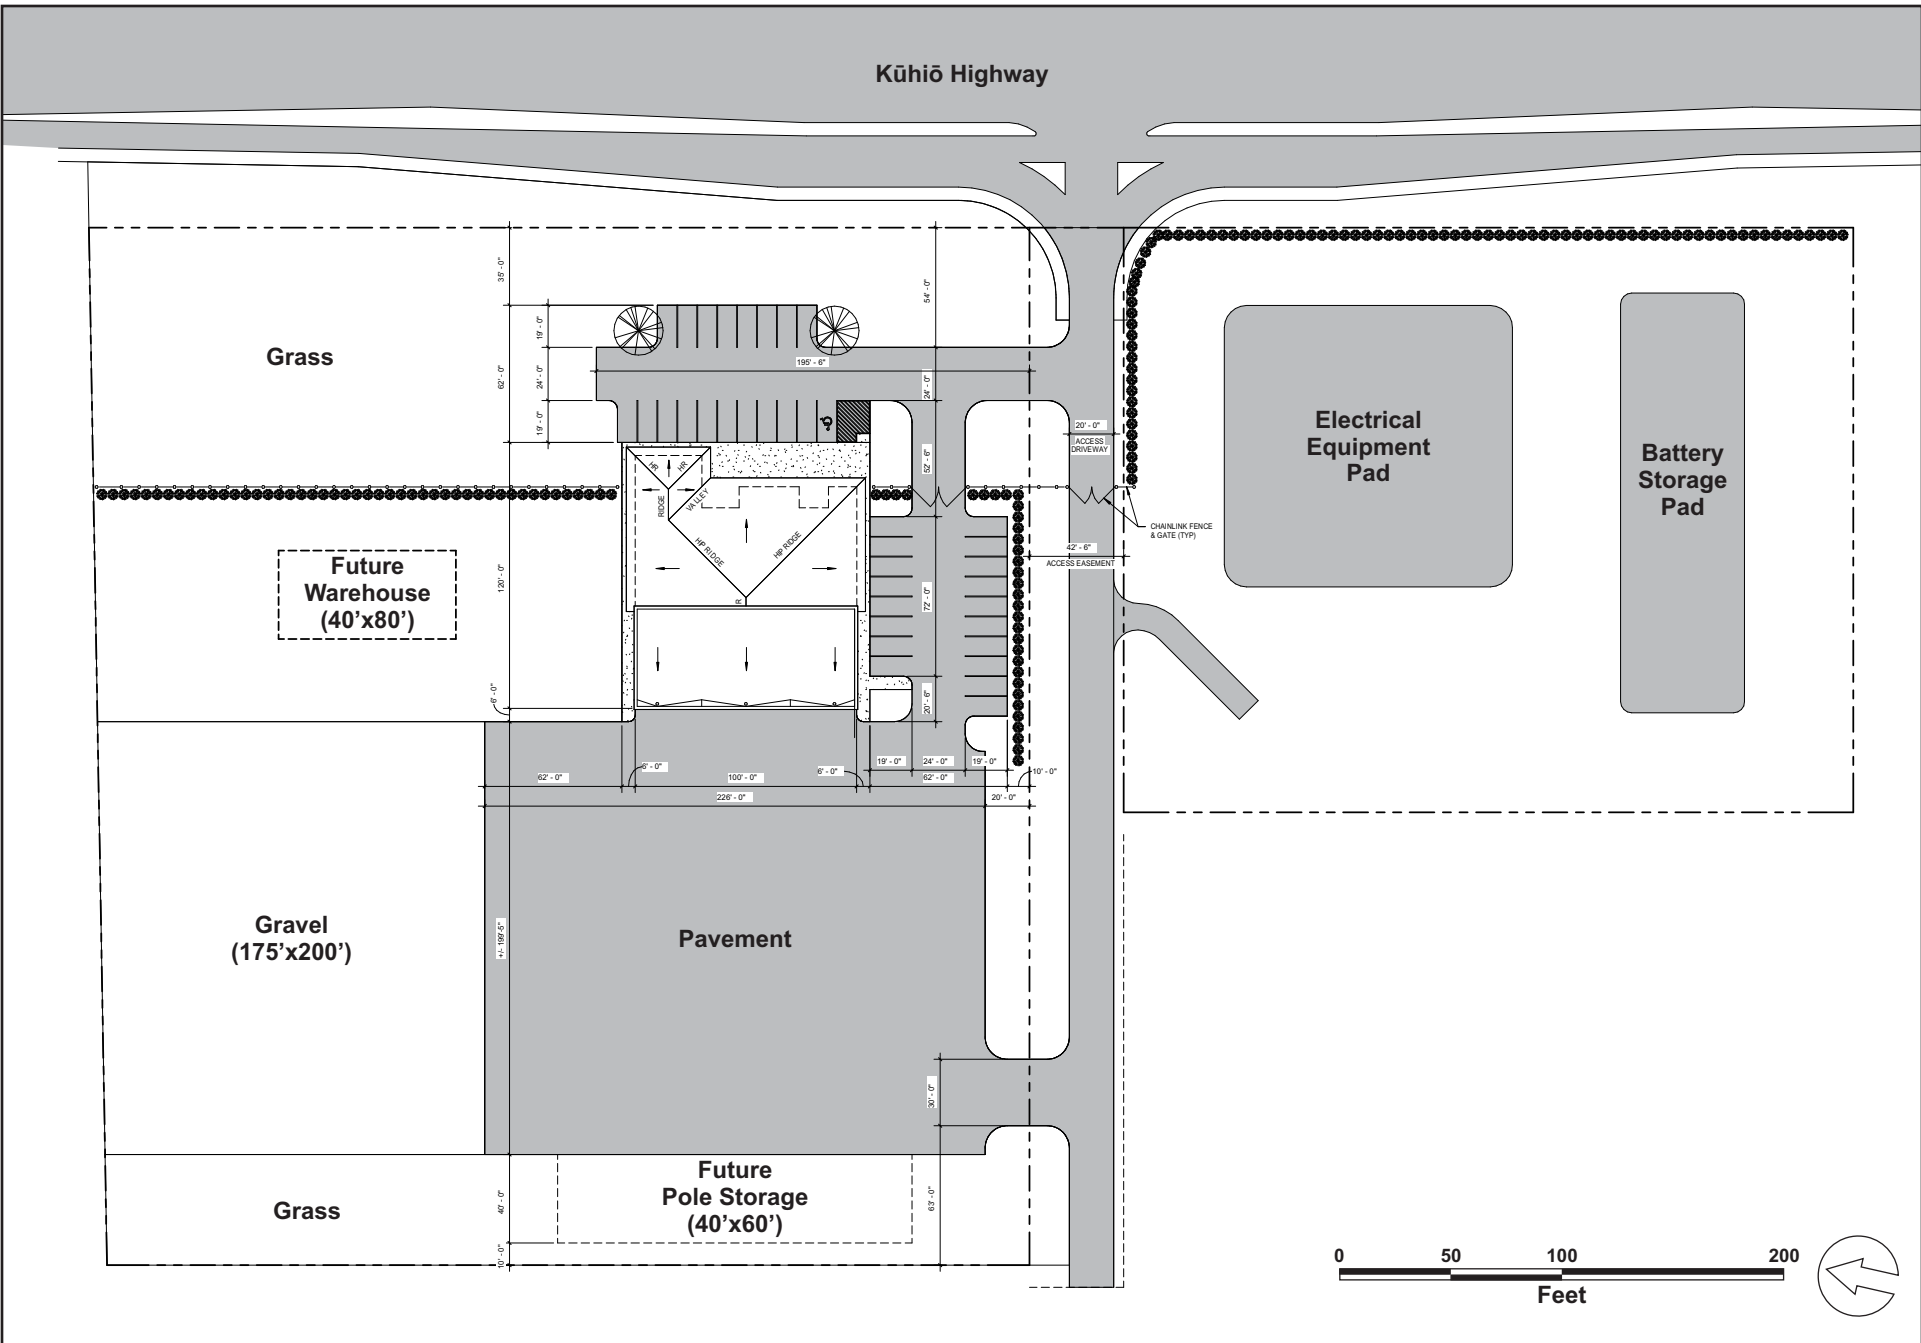 Kūhiō Highway
35' - 0"
54' - 0"
19' - 0"
Grass
195' - 6"
62' - 0"
24' - 0"
24' - 0"
19' - 0"
Electrical
Equipment
Pad
20' - 0"
ACCESS
DRIVEWAY
52' - 6"
Battery
Storage
Pad
HR
HR
RIDGE
VALLEY
CHAINLINK FENCE
& GATE (TYP)
HIP RIDGE
HIP RIDGE
42' - 6"
ACCESS EASEMENT
Future
Warehouse
(40’x80’)
120' - 0"
R
72' - 0"
6' - 0"
20' - 6"
19' - 0"
24' - 0"
19' - 0"
62' - 0"
6' - 0"
100' - 0"
6' - 0"
62' - 0"
10' - 0"
226' - 0"
20' - 0"
Gravel
(175’x200’)
+/- 199'-5"
Pavement
30' - 0"
Future
Pole Storage
(40’x60’)
Grass
40' - 0"
63' - 0"
10' - 0"
0 50 100 200
Feet